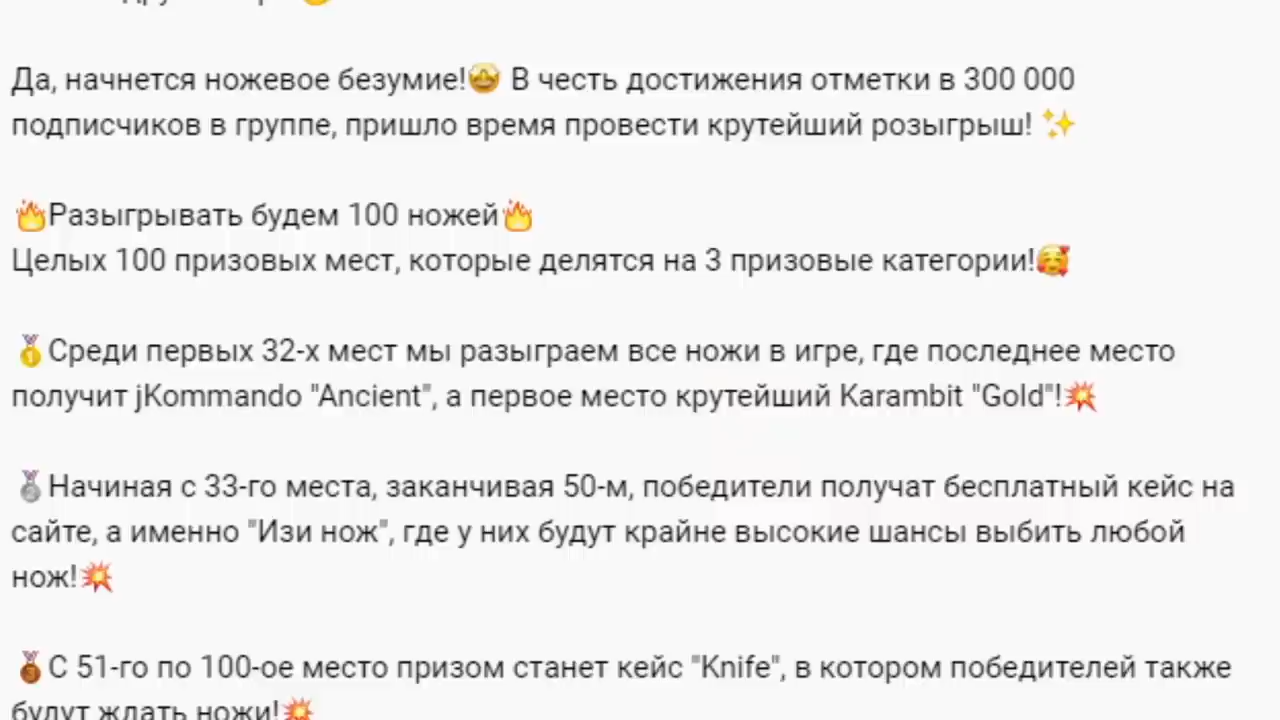 Да, начнется ножевое безумие!🤩 В честь достижения отметки в 300 000
подписчиков в группе, пришло время провести крутейший розыгрыш! ✨
🔥Разыгрывать будем 100 ножей🔥
Целых 100 призовых мест, которые делятся на 3 призовые категории!🥰
🥇Среди первых 32-х мест мы разыграем все ножи в игре, где последнее место
получит jKommando "Ancient", а первое место крутейший Karambit "Gold"!💥
🥈Начиная с 33-го места, заканчивая 50-м, победители получат бесплатный кейс на
сайте, а именно "Изи нож", где у них будут крайне высокие шансы выбить любой
нож!💥
🥉С 51-го по 100-ое место призом станет кейс "Knife", в котором победителей также
будут ждать ножи!💥